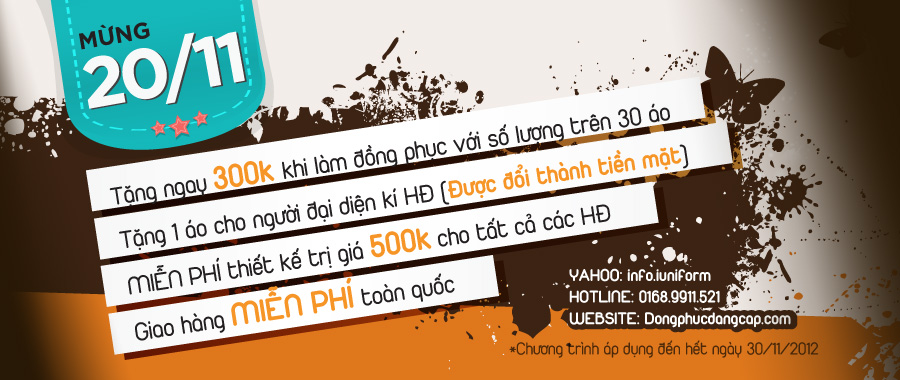 MỪNG
20/11
Tặng ngay 300k khi làm đồng phục với số lượng trên 30 áo
Tặng 1 áo cho người đại diện kí HĐ (Được đổi thành tiền mặt)
MIỄN PHÍ thiết kế trị giá 500k cho tất cả các HĐ
Giao hàng MIỄN PHÍ toàn quốc
YAHOO: info.iuniform
HOTLINE: 0168.9911.521
WEBSITE: Dongphucdangcap.com
*Chương trình áp dụng đến hết ngày 30/11/2012